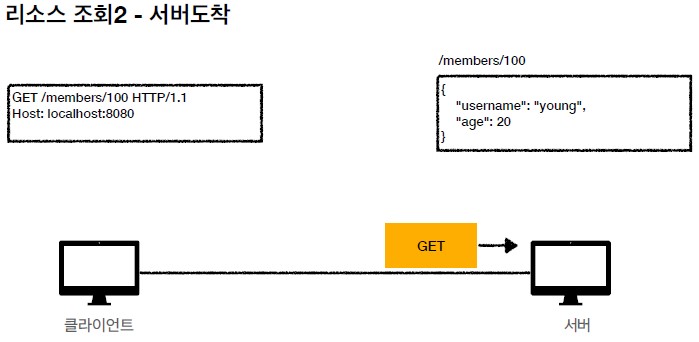 리소스 조회2 - 서버도착
/members/100
GET /members/100 HTTP/1.1
Host: localhost:8080
{
"username": "young",
"age": 20
}
GET
클라이언트
서버